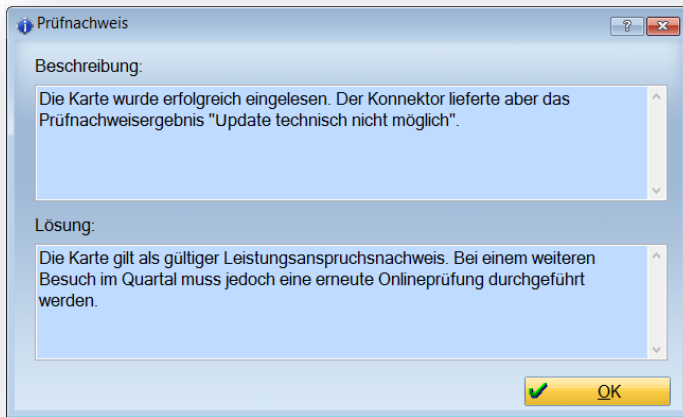 Prüfnachweis
Beschreibung:
Die Karte wurde erfolgreich eingelesen. Der Konnektor lieferte aber das
Prüfnachweisergebnis "Update technisch nicht möglich".
Lösung:
Die Karte gilt als gültiger Leistungsanspruchsnachweis. Bei einem weiteren
Besuch im Quartal muss jedoch eine erneute Onlineprüfung durchgeführt
werden.
OK